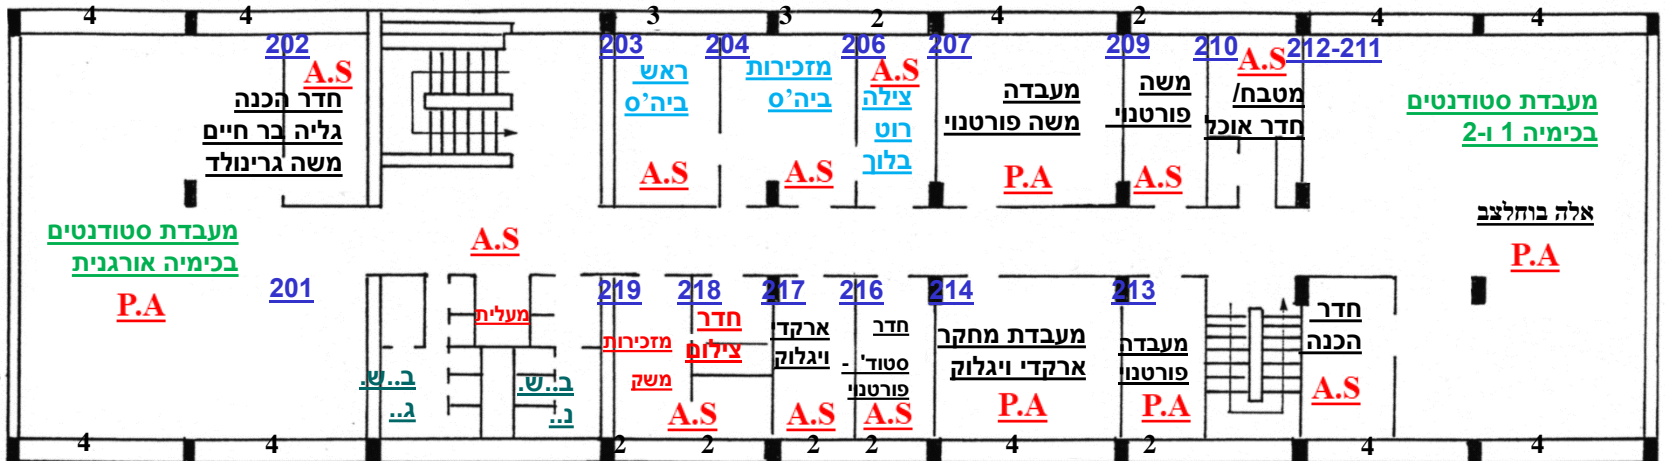 4 4 3 3 2 4 2 4 4
202 203 204 206 207 209 210 212-211
A.S
חדר הכנה
גליה בר חיים
משה גרינולד
ראש
ביה'ס
A.S
מזכירות
ביה'ס
A.S
A.S
צילה
רוט
בלוך
מעבדה
משה פורטנוי
P.A
משה
פורטנוי
A.S
A.S
מטבח/
חדר אוכל
מעבדת סטודנטים
בכימיה 1 ו-2
אלה בוחלצב
P.A
מעבדת סטודנטים
בכימיה אורגנית
P.A
A.S
201 219 218 217 216 214 213
מעלית
ב..ש.
ג..
ב..ש.
נ..
מזכירות
משק
חדר
צילום
A.S
ארקדי
ויגלוק
A.S
חדר
סטוד' -
פורטנוי
A.S
מעבדת מחקר
ארקדי ויגלוק
P.A
מעבדה
פורטנוי
P.A
חדר
הכנה
A.S
4 4 2 2 2 2 4 2 4 4